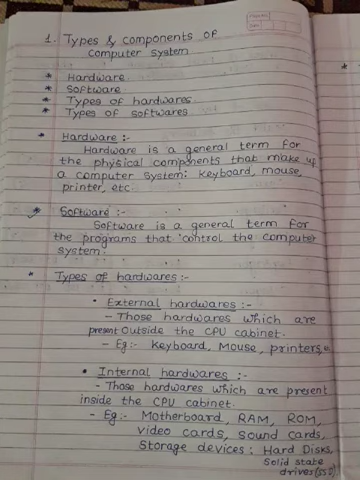 1. Types & components of
computer system
* Hardware
* Software
* Types of hardwares
* Types of softwares
* Hardware :-
Hardware is a general term for
the physical components that make up
a computer system: keyboard, mouse,
printer, etc.
* Software :-
Software is a general term for
the programs that control the computer
system.
* Types of hardwares :-
• External hardwares :-
- Those hardwares which are
present outside the CPU cabinet.
- Eg:- Keyboard, Mouse, printers,
• Internal hardwares :-
- Those hardwares which are present
inside the CPU cabinet.
- Eg:- Motherboard, RAM, ROM,
video cards, sound cards,
Storage devices: Hard Disks,
Solid state
drives(SSD)